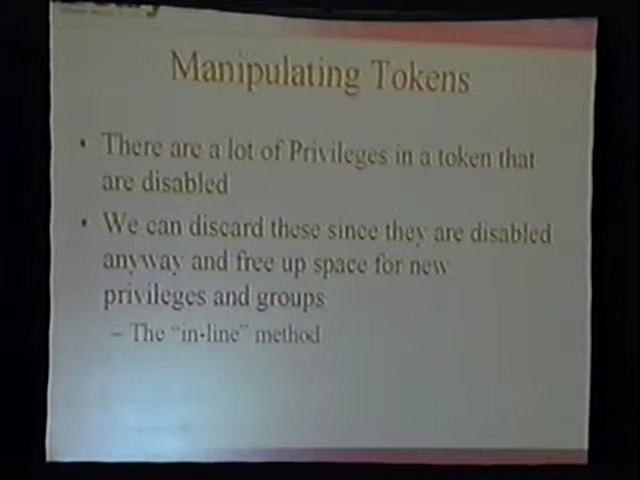 Manipulating Tokens
• There are a lot of Privileges in a token that
are disabled
• We can discard these since they are disabled
anyway and free up space for new
privileges and groups
– The "in-line" method